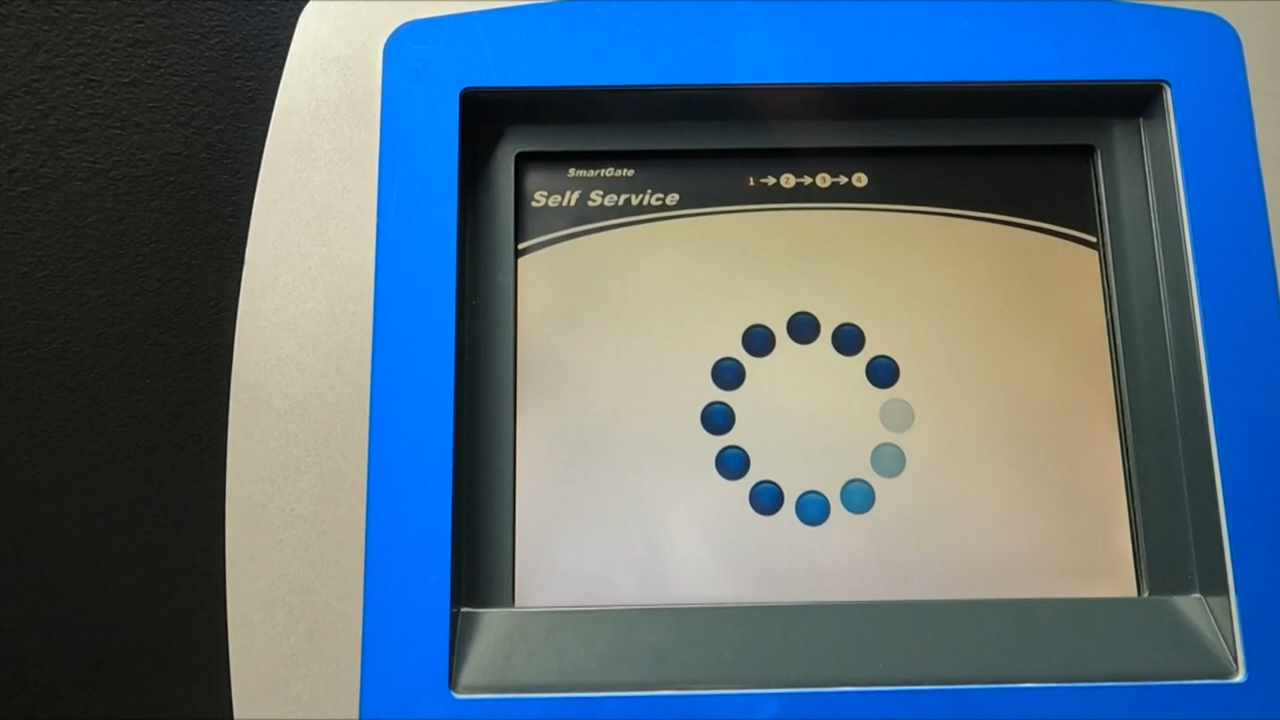 SmartGate
Self Service
1 → 2 → 3 → 4